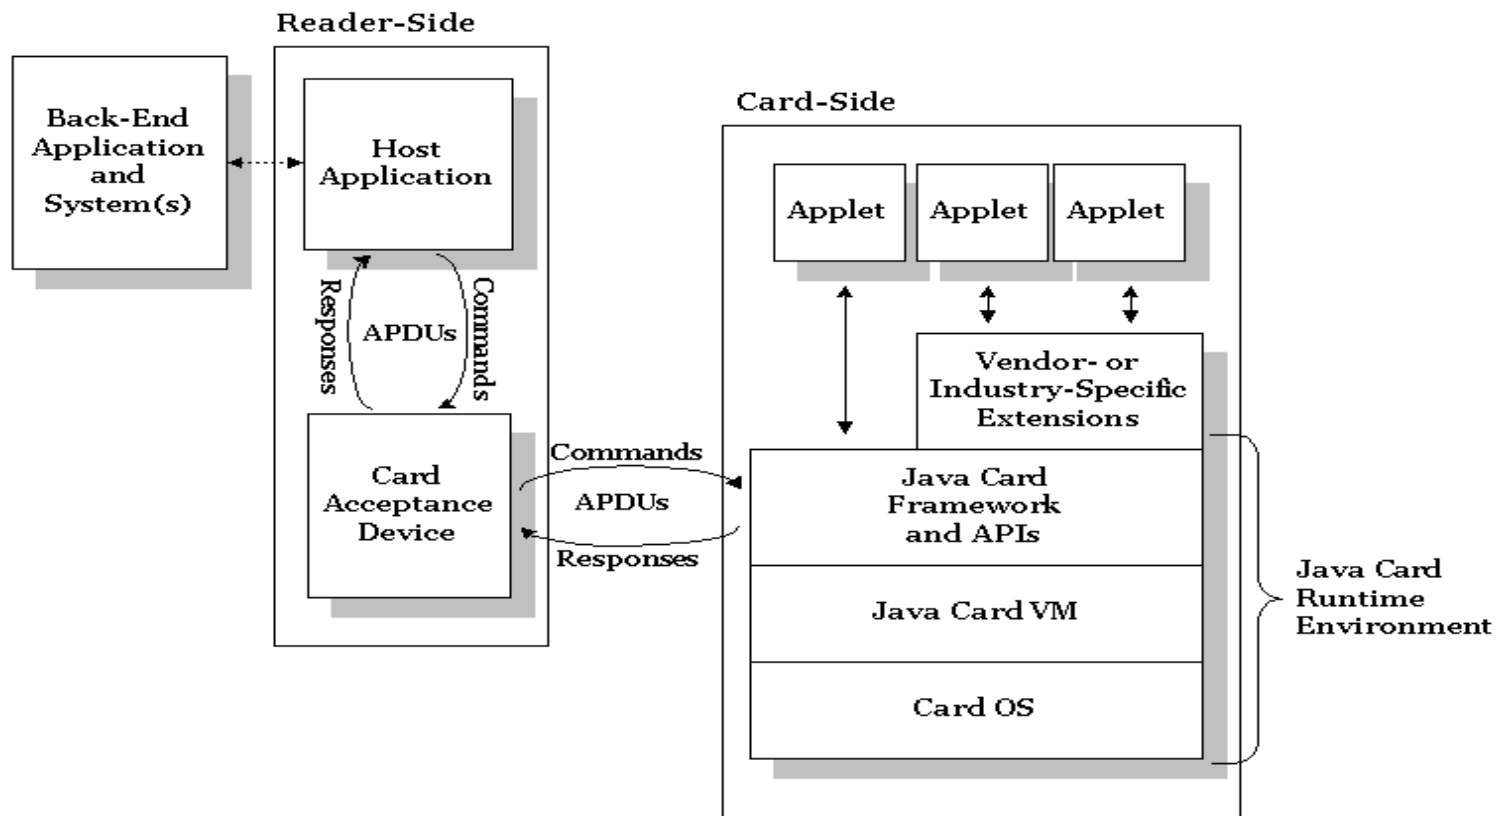 Reader-Side
Back-End
Application
and
System(s)
Host
Application
Responses
APDUs
Commands
Card
Acceptance
Device
Commands
APDUs
Responses
Card-Side
Applet
Applet
Applet
Vendor- or
Industry-Specific
Extensions
Java Card
Framework
and APIs
Java Card VM
Card OS
Java Card
Runtime
Environment